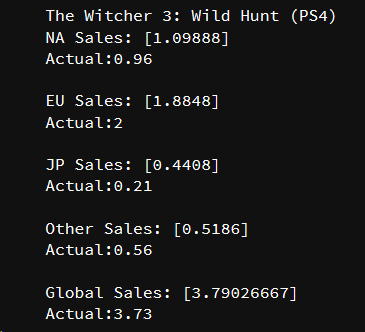 The Witcher 3: Wild Hunt (PS4)
NA Sales: [1.09888]
Actual:0.96
EU Sales: [1.8848]
Actual:2
JP Sales: [0.4408]
Actual:0.21
Other Sales: [0.5186]
Actual:0.56
Global Sales: [3.79026667]
Actual:3.73